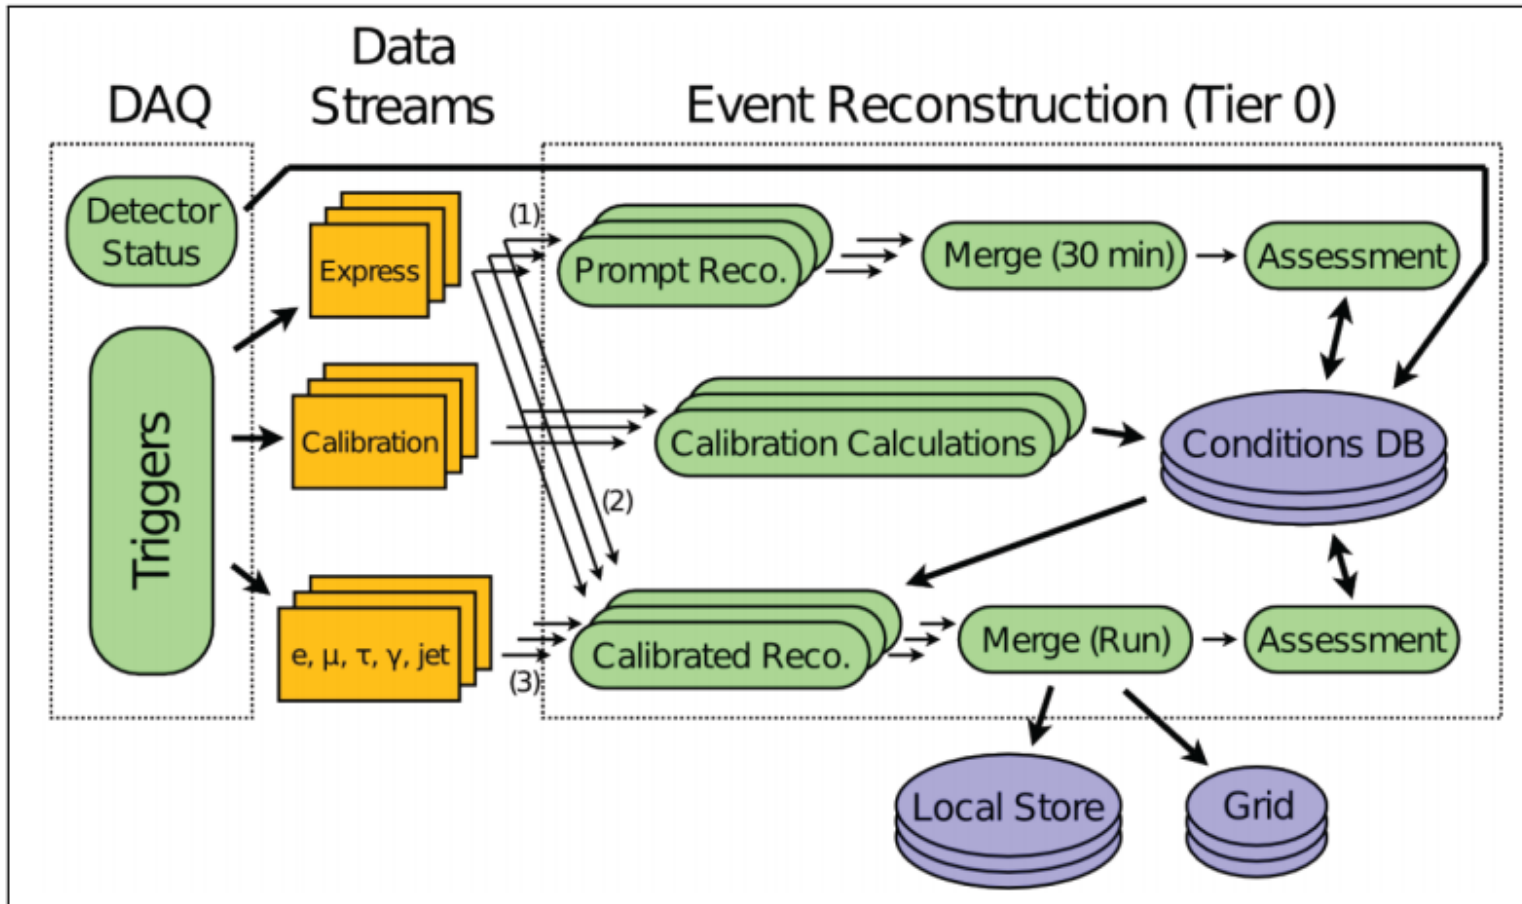 Data
Streams
DAQ
Event Reconstruction (Tier 0)
Detector
Status
Express
(1)
Prompt Reco.
Merge (30 min)
Assessment
Triggers
Calibration
Calibration Calculations
Conditions DB
(2)
e, μ, τ, γ, jet
(3)
Calibrated Reco.
Merge (Run)
Assessment
Local Store
Grid